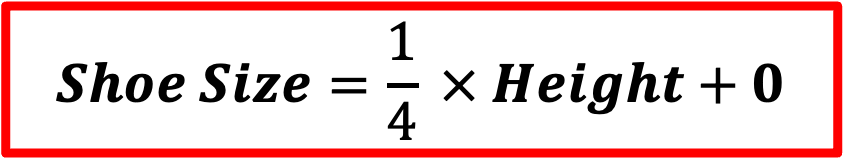 Shoe Size = 1/4 × Height + 0